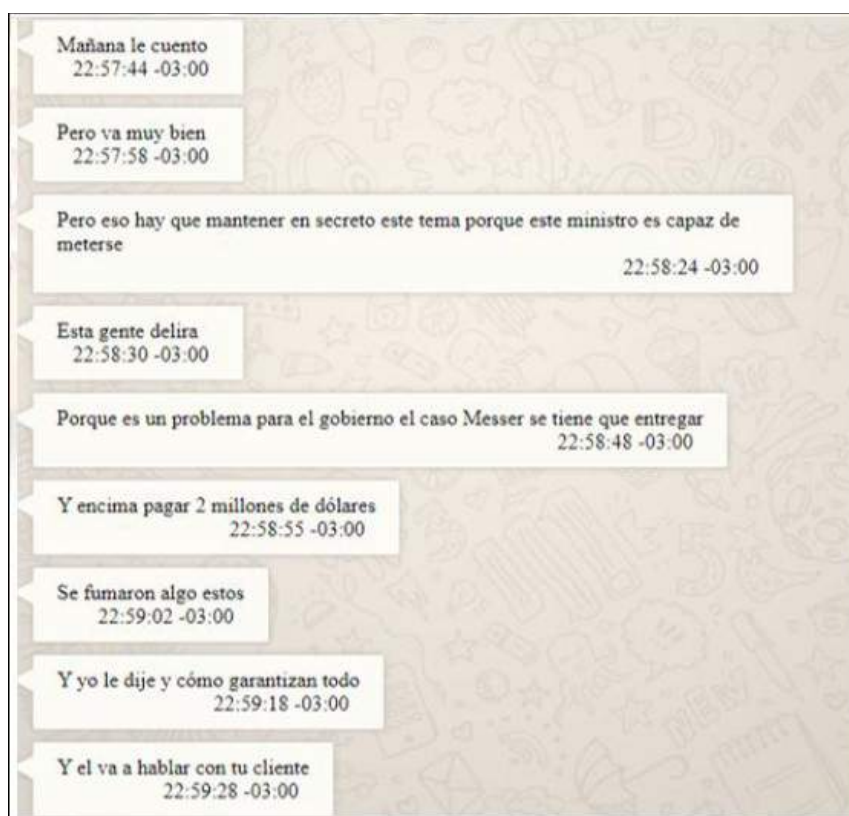 Mañana le cuento
22:57:44 -03:00
Pero va muy bien
22:57:58 -03:00
Pero eso hay que mantener en secreto este tema porque este ministro es capaz de
meterse
22:58:24 -03:00
Esta gente delira
22:58:30 -03:00
Porque es un problema para el gobierno el caso Messer se tiene que entregar
22:58:48 -03:00
Y encima pagar 2 millones de dólares
22:58:55 -03:00
Se fumaron algo estos
22:59:02 -03:00
Y yo le dije y cómo garantizan todo
22:59:18 -03:00
Y el va a hablar con tu cliente
22:59:28 -03:00